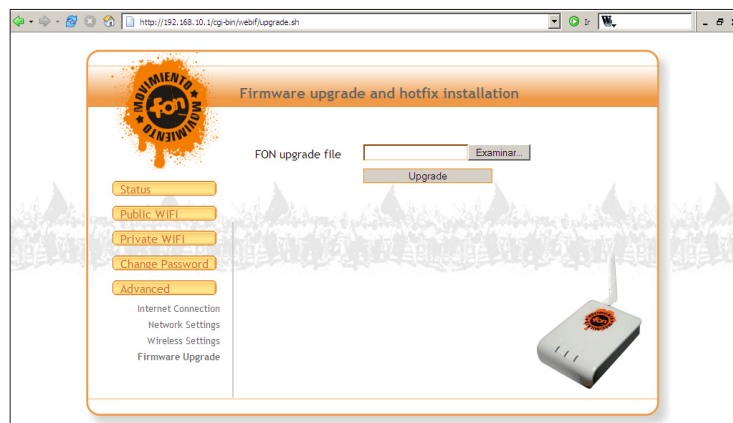 http://192.168.10.1/cgi-bin/webif/upgrade.sh
Ir
W.
MOVIMIENTO
fon
MOVIMIENTO
Firmware upgrade and hotfix installation
FON upgrade file
Examinar...
Upgrade
Status
Public WiFi
Private WiFi
Change Password
Advanced
Internet Connection
Network Settings
Wireless Settings
Firmware Upgrade
fon